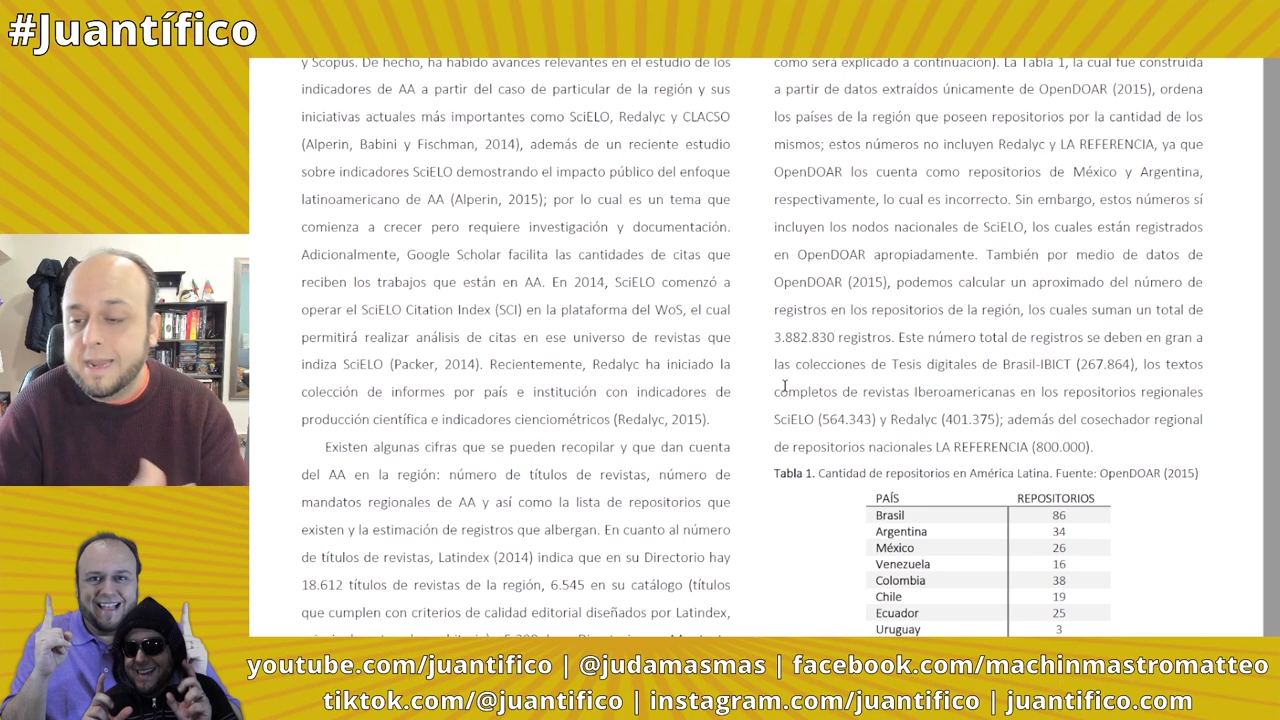 #Juantífico
y Scopus. De hecho, ha habido avances relevantes en el estudio de los
indicadores de AA a partir del caso de particular de la región y sus
iniciativas actuales más importantes como SciELO, Redalyc y CLACSO
(Alperin, Babini y Fischman, 2014), además de un reciente estudio
sobre indicadores SciELO demostrando el impacto público del enfoque
latinoamericano de AA (Alperin, 2015); por lo cual es un tema que
comienza a crecer pero requiere investigación y documentación.
Adicionalmente, Google Scholar facilita las cantidades de citas que
reciben los trabajos que están en AA. En 2014, SciELO comenzó a
operar el SciELO Citation Index (SCI) en la plataforma del WoS, el cual
permitirá realizar análisis de citas en ese universo de revistas que
indiza SciELO (Packer, 2014). Recientemente, Redalyc ha iniciado la
colección de informes por país e institución con indicadores de
producción científica e indicadores cienciométricos (Redalyc, 2015).
Existen algunas cifras que se pueden recopilar y que dan cuenta
del AA en la región: número de títulos de revistas, número de
mandatos regionales de AA y así como la lista de repositorios que
existen y la estimación de registros que albergan. En cuanto al número
de títulos de revistas, Latindex (2014) indica que en su Directorio hay
18.612 títulos de revistas de la región, 6.545 en su catálogo (títulos
que cumplen con criterios de calidad editorial diseñados por Latindex,
como será explicado a continuación). La Tabla 1, la cual fue construida
a partir de datos extraídos únicamente de OpenDOAR (2015), ordena
los países de la región que poseen repositorios por la cantidad de los
mismos; estos números no incluyen Redalyc y LA REFERENCIA, ya que
OpenDOAR los cuenta como repositorios de México y Argentina,
respectivamente, lo cual es incorrecto. Sin embargo, estos números sí
incluyen los nodos nacionales de SciELO, los cuales están registrados
en OpenDOAR apropiadamente. También por medio de datos de
OpenDOAR (2015), podemos calcular un aproximado del número de
registros en los repositorios de la región, los cuales suman un total de
3.882.830 registros. Este número total de registros se deben en gran a
las colecciones de Tesis digitales de Brasil-IBICT (267.864), los textos
completos de revistas Iberoamericanas en los repositorios regionales
SciELO (564.343) y Redalyc (401.375); además del cosechador regional
de repositorios nacionales LA REFERENCIA (800.000).
Tabla 1. Cantidad de repositorios en América Latina. Fuente: OpenDOAR (2015)
PAÍS REPOSITORIOS
Brasil 86
Argentina 34
México 26
Venezuela 16
Colombia 38
Chile 19
Ecuador 25
Uruguay 3
youtube.com/juantifico | @judamasmas | facebook.com/machinmastromatteo
tiktok.com/@juantifico | instagram.com/juantifico | juantifico.com